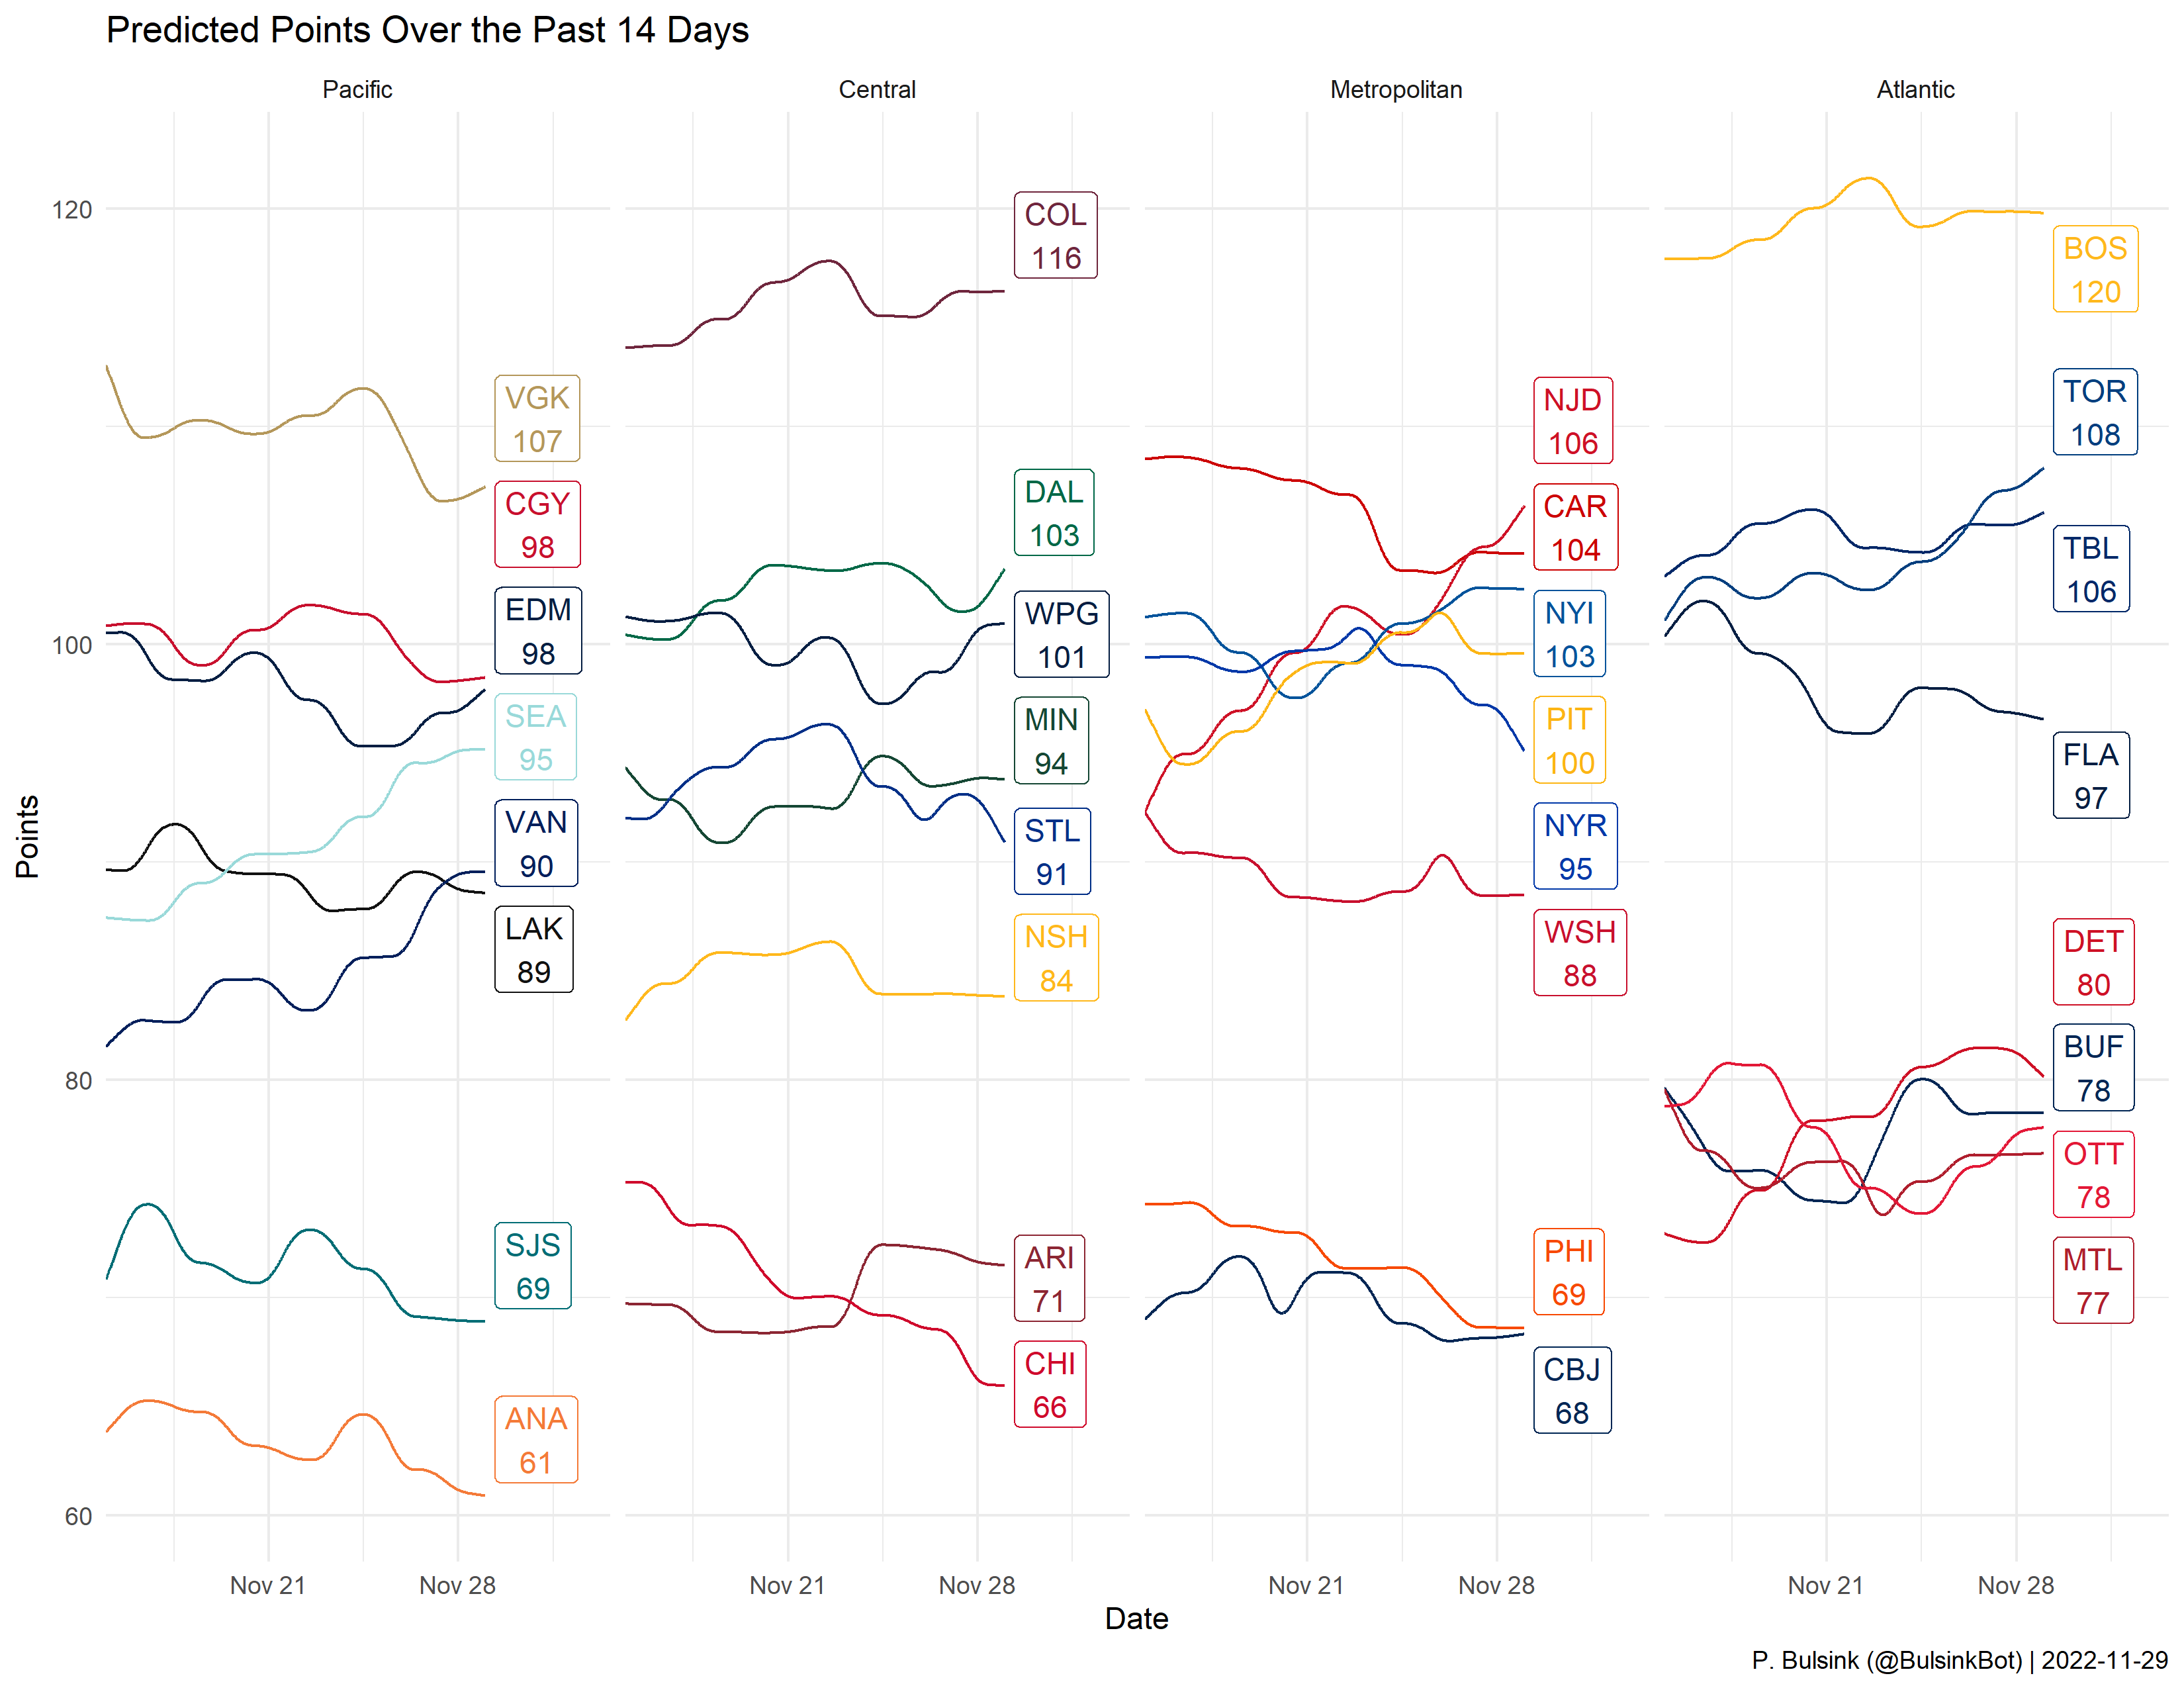 Predicted Points Over the Past 14 Days
Pacific
Central
Metropolitan
Atlantic
Points
120
100
80
60
VGK
107
CGY
98
EDM
98
SEA
95
VAN
90
LAK
89
SJS
69
ANA
61
COL
116
DAL
103
WPG
101
MIN
94
STL
91
NSH
84
ARI
71
CHI
66
NJD
106
CAR
104
NYI
103
PIT
100
NYR
95
WSH
88
PHI
69
CBJ
68
BOS
120
TOR
108
TBL
106
FLA
97
DET
80
BUF
78
OTT
78
MTL
77
Nov 21
Nov 28
Nov 21
Nov 28
Nov 21
Nov 28
Nov 21
Nov 28
Date
P. Bulsink (@BulsinkBot) | 2022-11-29